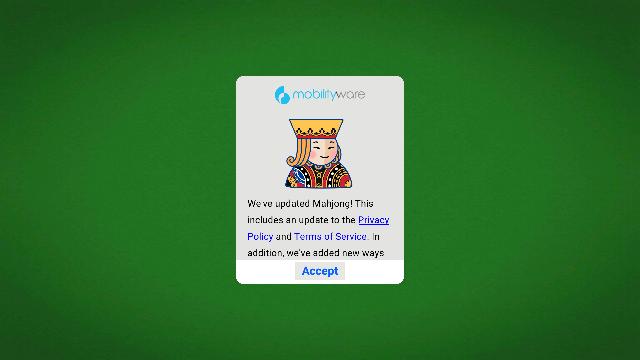 mobilityware
We've updated Mahjong! This
includes an update to the Privacy
Policy and Terms of Service. In
addition, we've added new ways
Accept